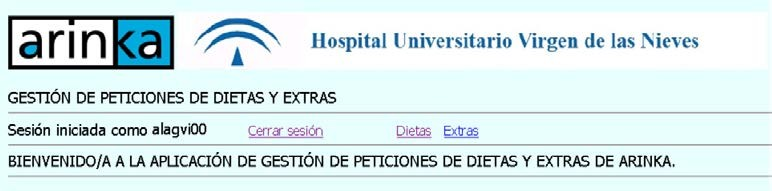 arinka Hospital Universitario Virgen de las Nieves
GESTIÓN DE PETICIONES DE DIETAS Y EXTRAS
Sesión iniciada como alagvi00 Cerrar sesión Dietas Extras
BIENVENIDO/A A LA APLICACIÓN DE GESTIÓN DE PETICIONES DE DIETAS Y EXTRAS DE ARINKA.